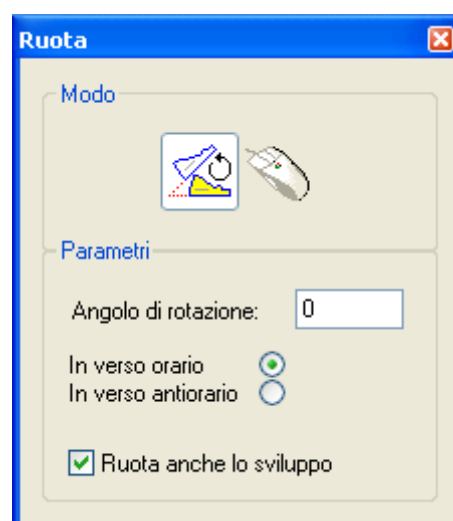 Ruota
Modo
Parametri
Angolo di rotazione: 0
In verso orario
In verso antiorario
Ruota anche lo sviluppo